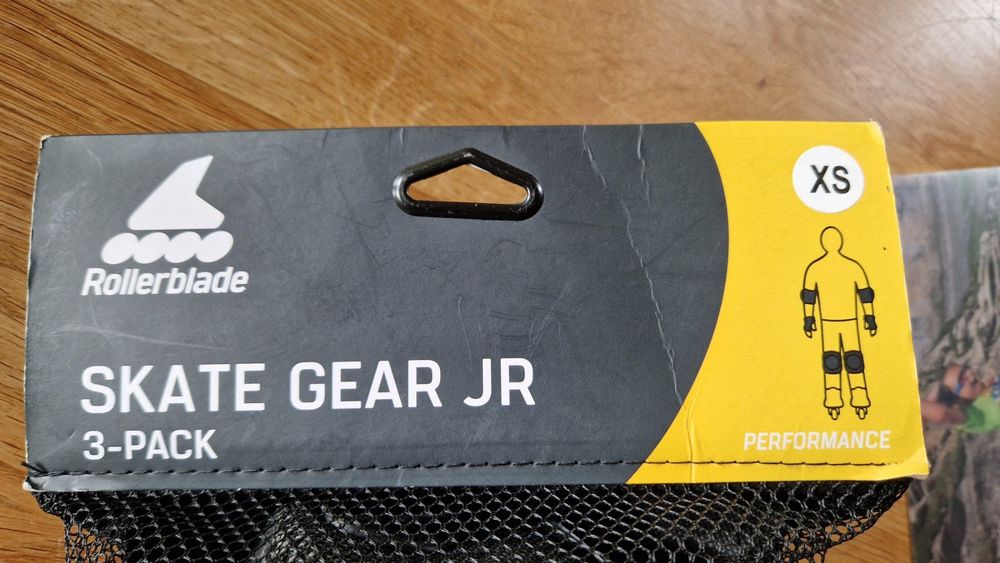 XS
Rollerblade
SKATE GEAR JR
3-PACK
PERFORMANCE